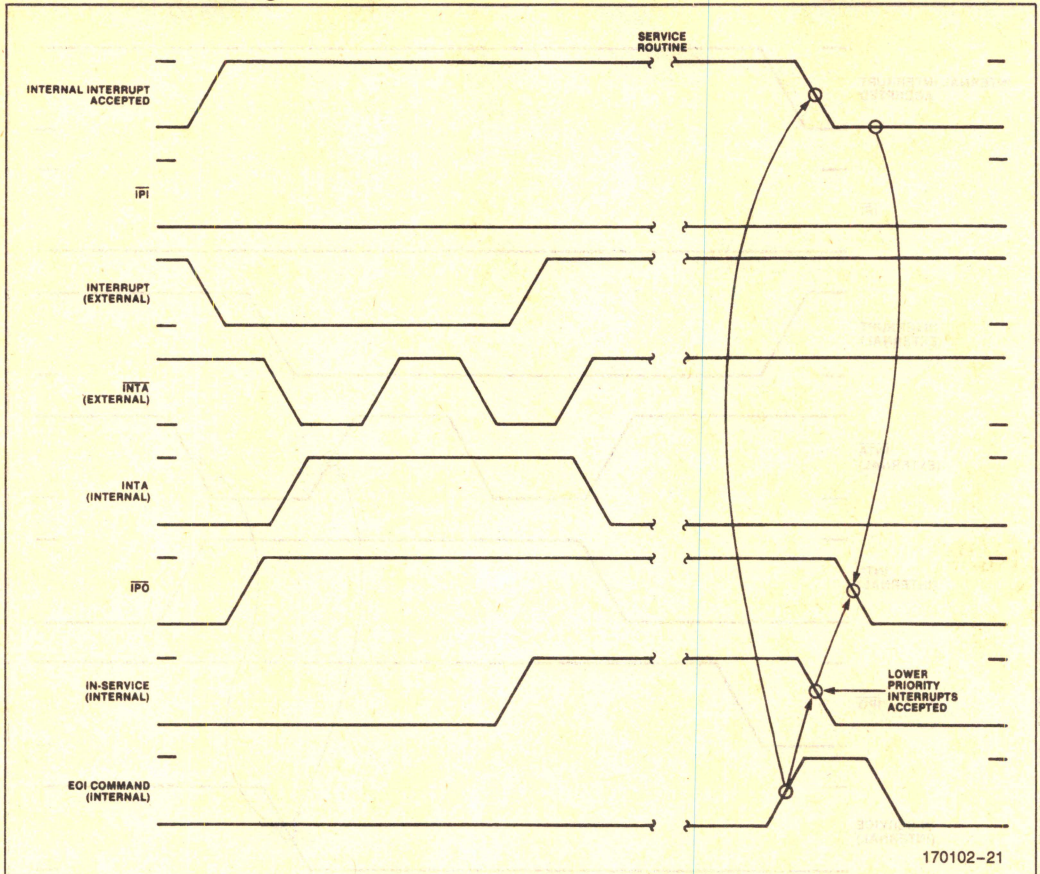 SERVICE
ROUTINE
INTERNAL INTERRUPT
ACCEPTED
IPI
INTERRUPT
(EXTERNAL)
INTA
(EXTERNAL)
INTA
(INTERNAL)
IPO
IN-SERVICE
(INTERNAL)
LOWER
PRIORITY
INTERRUPTS
ACCEPTED
EOI COMMAND
(INTERNAL)
170102-21